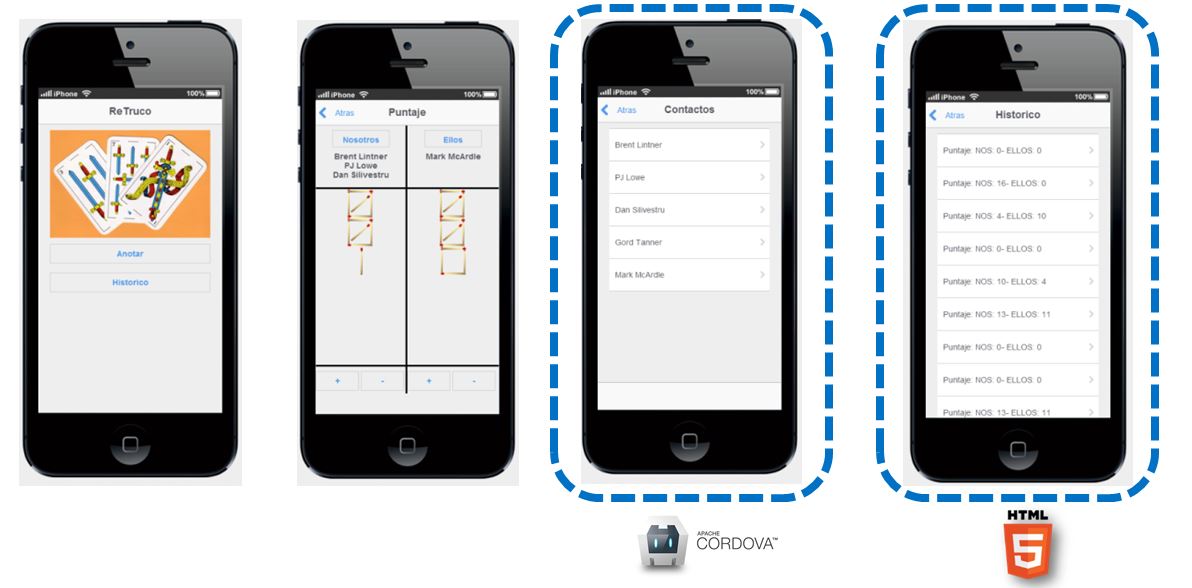 iPhone 100%
ReTruco
Anotar
Historico
iPhone 100%
Atras Puntaje
Nosotros Ellos
Brent Lintner Mark McArdle
PJ Lowe
Dan Silivestru
+ - + -
iPhone 100%
Atras Contactos
Brent Lintner
PJ Lowe
Dan Silivestru
Gord Tanner
Mark McArdle
APACHE
CORDOVA™
iPhone 100%
Atras Historico
Puntaje: NOS: 0- ELLOS: 0
Puntaje: NOS: 16- ELLOS: 0
Puntaje: NOS: 4- ELLOS: 10
Puntaje: NOS: 0- ELLOS: 0
Puntaje: NOS: 10- ELLOS: 4
Puntaje: NOS: 13- ELLOS: 11
Puntaje: NOS: 0- ELLOS: 0
Puntaje: NOS: 0- ELLOS: 0
Puntaje: NOS: 13- ELLOS: 11
HTML
5